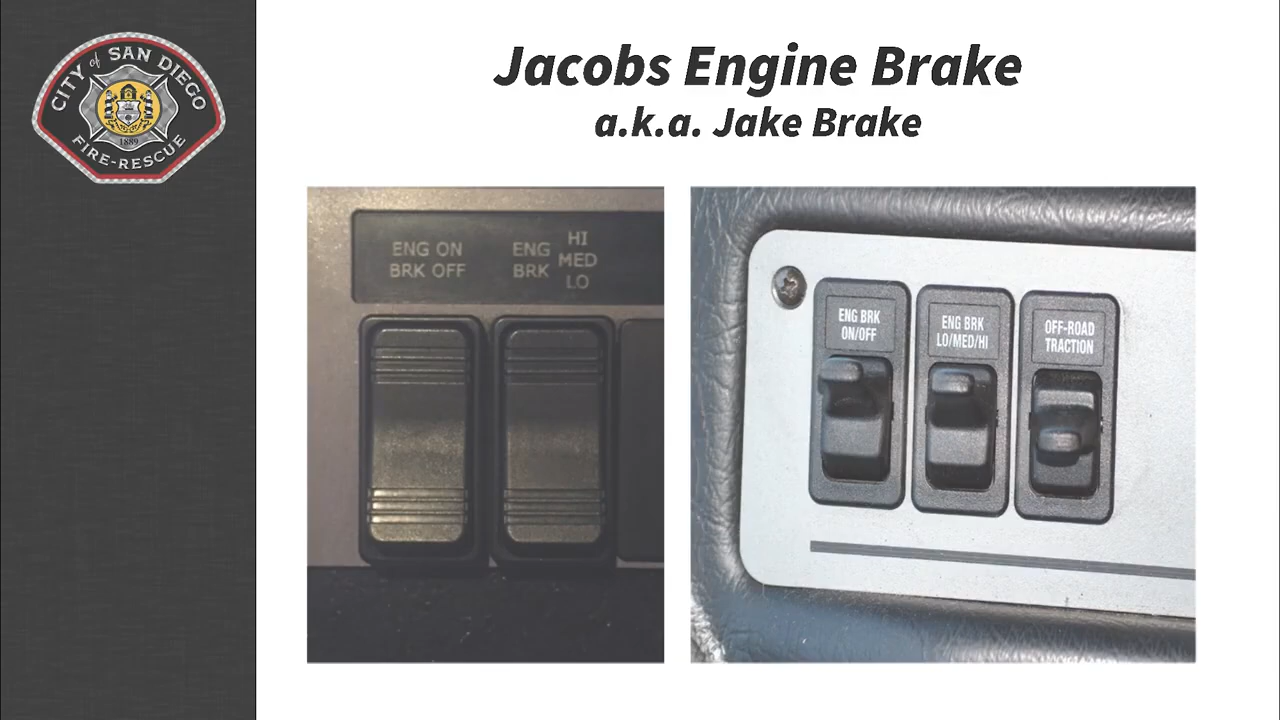 CITY of SAN DIEGO
1889
FIRE-RESCUE
Jacobs Engine Brake
a.k.a. Jake Brake
ENG ON
BRK OFF
ENG
BRK
HI
MED
LO
ENG BRK
ON/OFF
ENG BRK
LO/MED/HI
OFF-ROAD
TRACTION